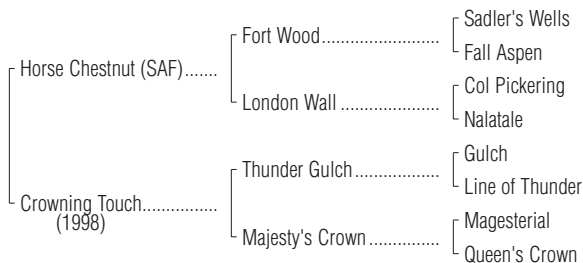 Sadler's Wells
Fort Wood........................
Fall Aspen
Horse Chestnut (SAF).......
Col Pickering
London Wall ....................
Nalatale
Gulch
Thunder Gulch.................
Line of Thunder
Crowning Touch...............
(1998)
Magesterial
Majesty's Crown ..............
Queen's Crown